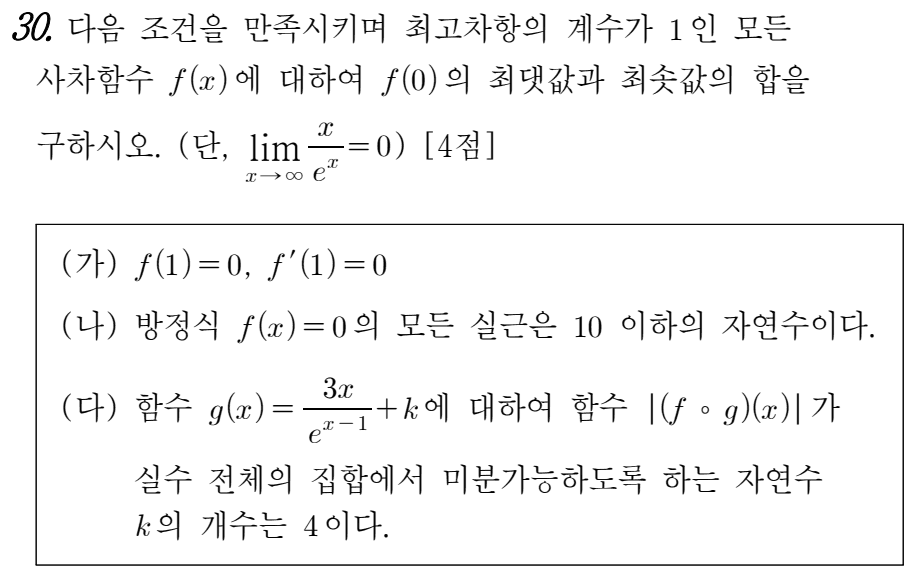 30. 다음 조건을 만족시키며 최고차항의 계수가 1인 모든
사차함수 f(x)에 대하여 f(0)의 최댓값과 최솟값의 합을
구하시오. (단, lim_{x→∞} x/e^x = 0) [4점]
(가) f(1)=0, f′(1)=0
(나) 방정식 f(x)=0의 모든 실근은 10 이하의 자연수이다.
(다) 함수 g(x)= 3x/e^{x-1} +k에 대하여 함수 |(f∘g)(x)|가
실수 전체의 집합에서 미분가능하도록 하는 자연수
k의 개수는 4이다.